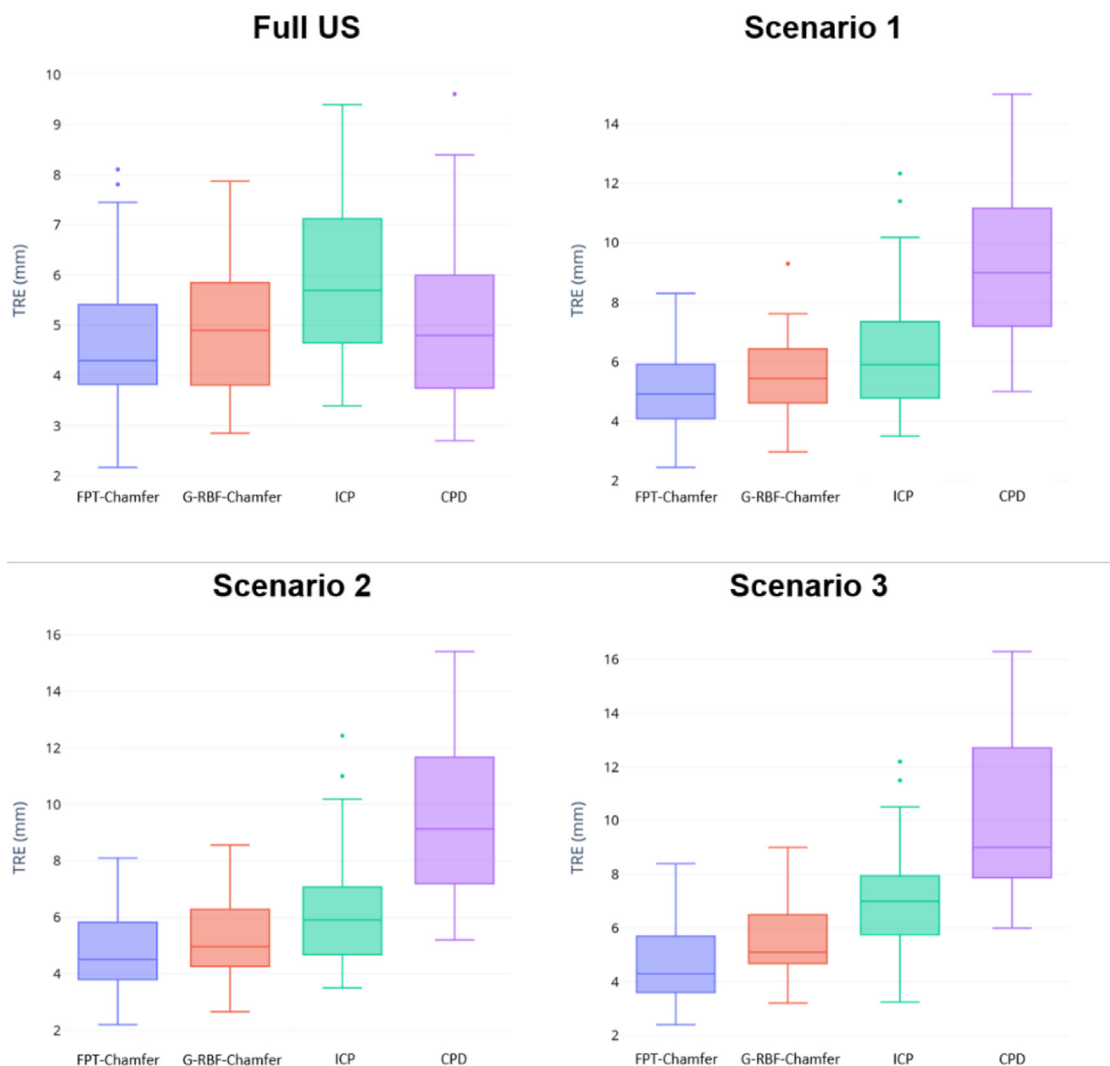 Full US
10
9
8
7
6
5
4
3
2
TRE (mm)
FPT-Chamfer G-RBF-Chamfer ICP CPD
Scenario 1
14
12
10
8
6
4
2
TRE (mm)
FPT-Chamfer G-RBF-Chamfer ICP CPD
Scenario 2
16
14
12
10
8
6
4
2
TRE (mm)
FPT-Chamfer G-RBF-Chamfer ICP CPD
Scenario 3
16
14
12
10
8
6
4
2
TRE (mm)
FPT-Chamfer G-RBF-Chamfer ICP CPD